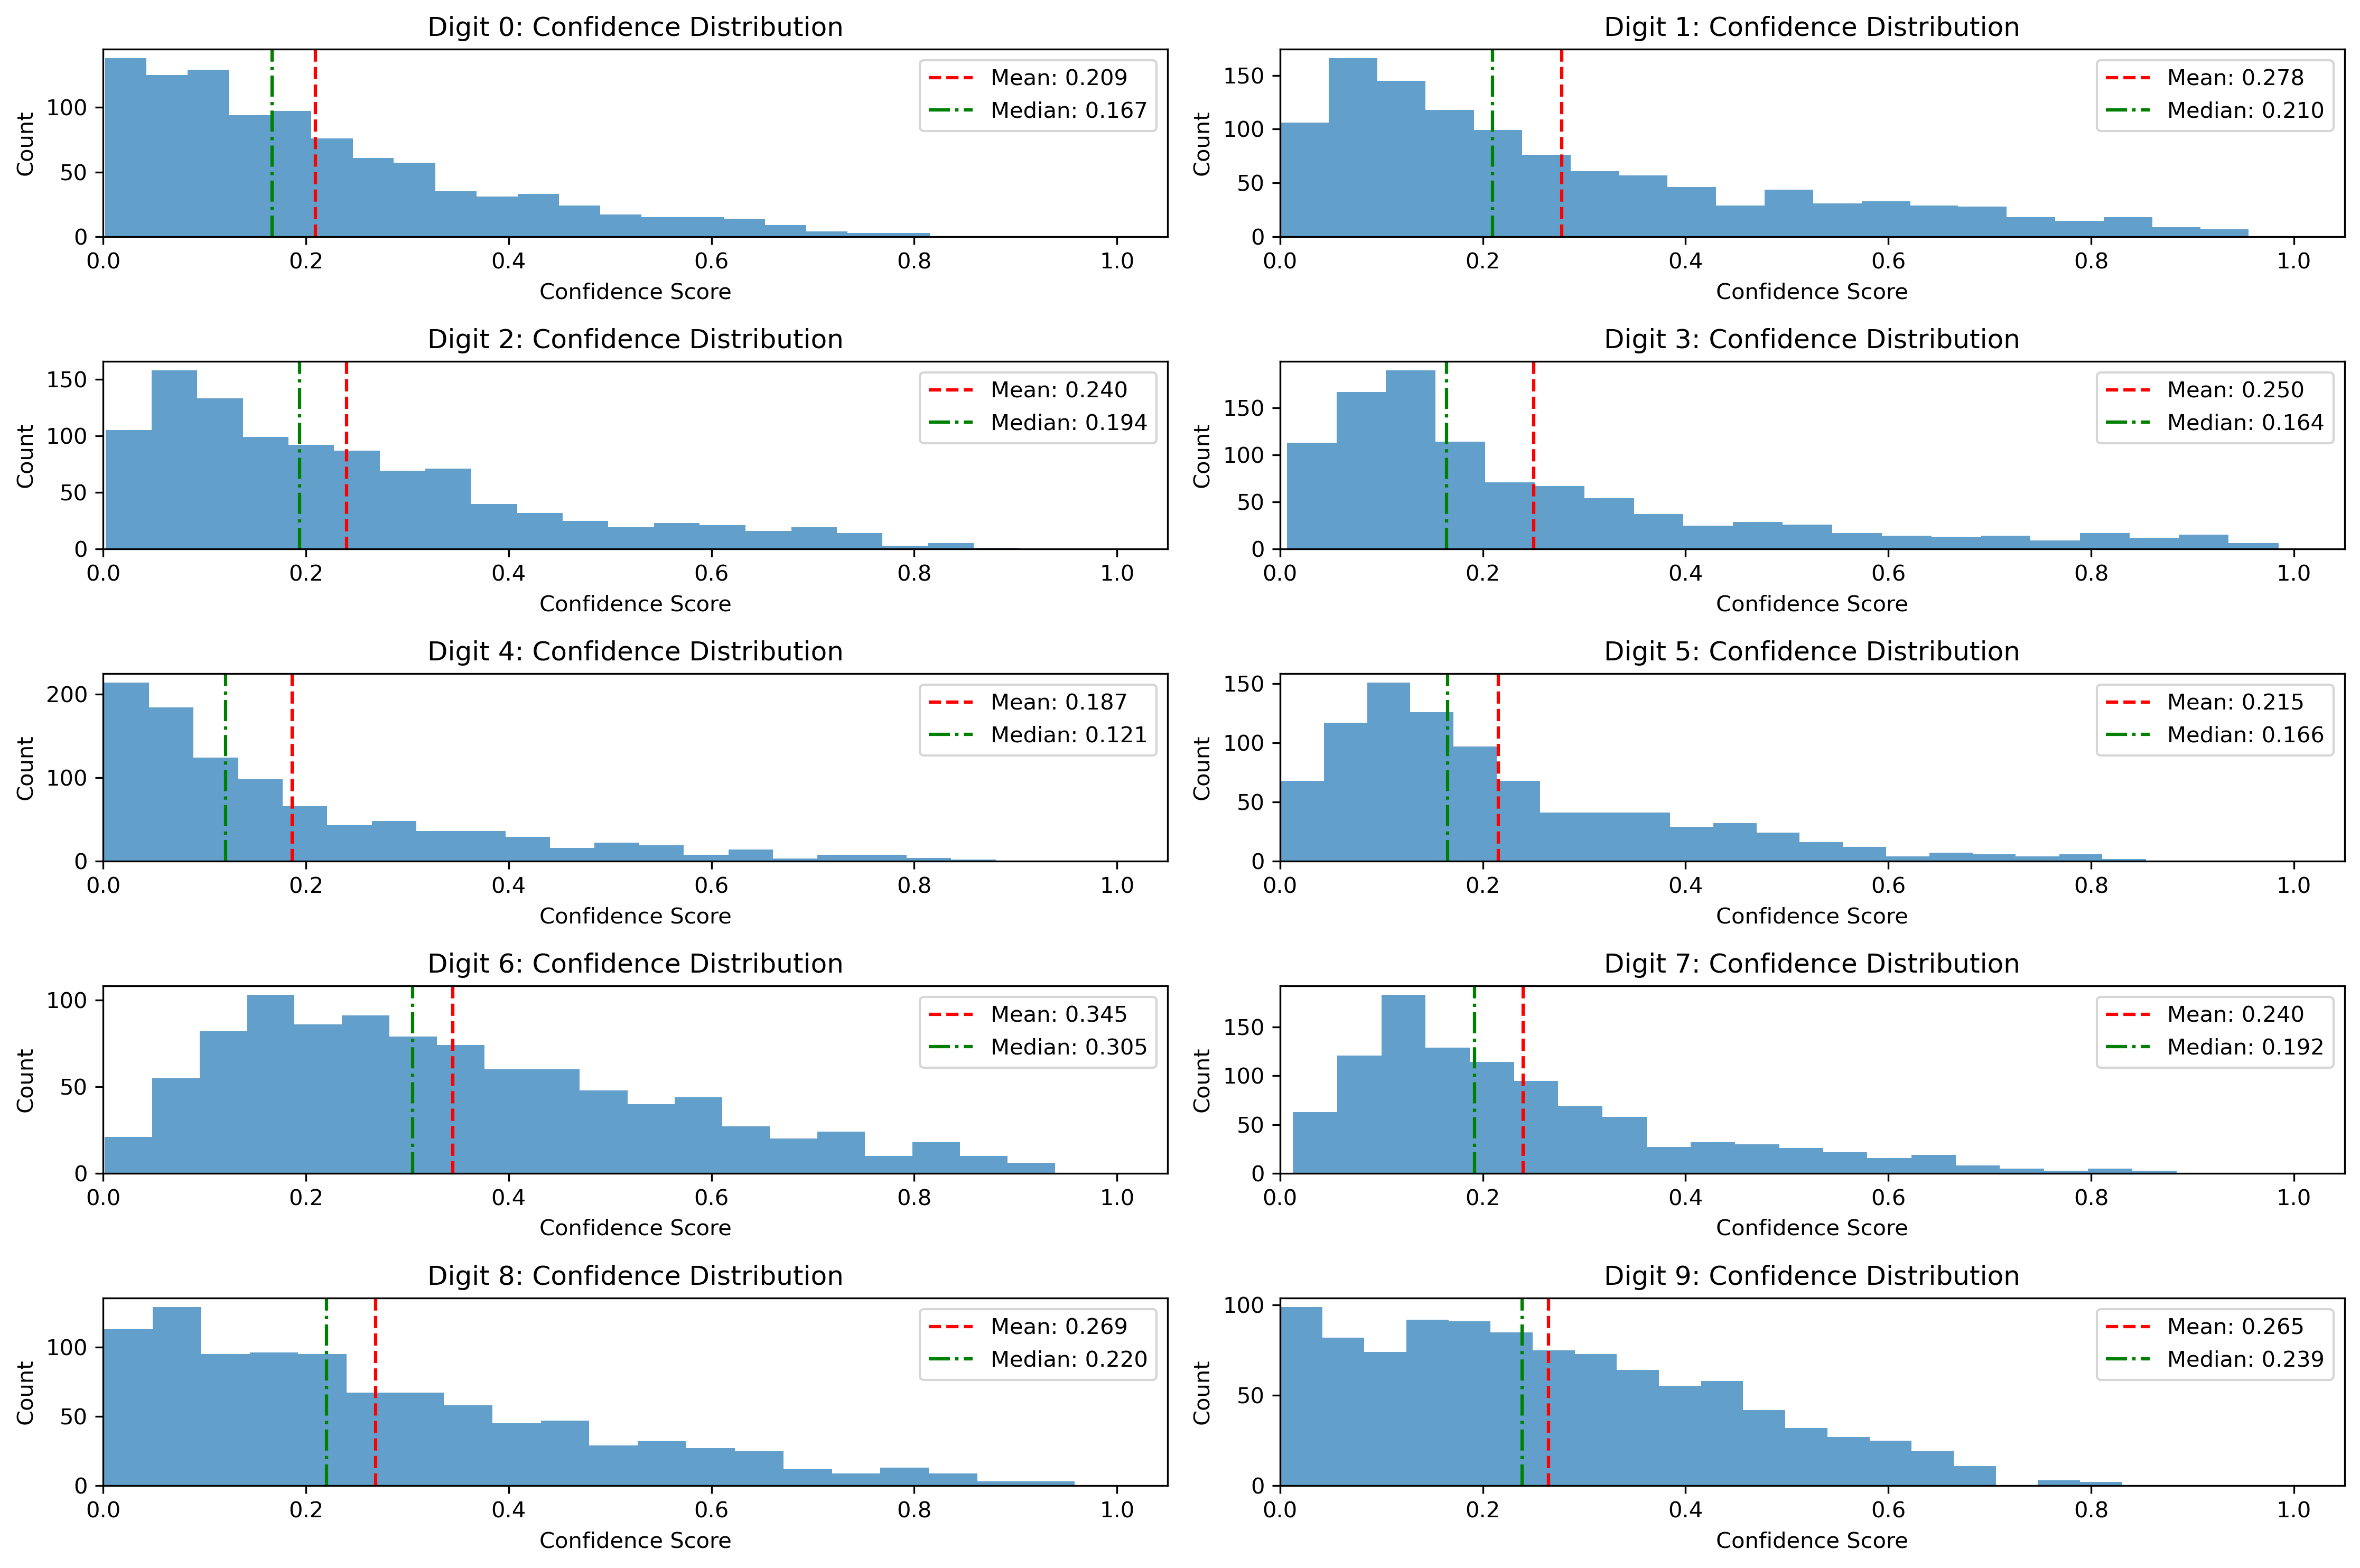 Digit 0: Confidence Distribution
Mean: 0.209
Median: 0.167
Count
100
50
0
0.0 0.2 0.4 0.6 0.8 1.0
Confidence Score
Digit 1: Confidence Distribution
Mean: 0.278
Median: 0.210
Count
150
100
50
0
0.0 0.2 0.4 0.6 0.8 1.0
Confidence Score
Digit 2: Confidence Distribution
Mean: 0.240
Median: 0.194
Count
150
100
50
0
0.0 0.2 0.4 0.6 0.8 1.0
Confidence Score
Digit 3: Confidence Distribution
Mean: 0.250
Median: 0.164
Count
150
100
50
0
0.0 0.2 0.4 0.6 0.8 1.0
Confidence Score
Digit 4: Confidence Distribution
Mean: 0.187
Median: 0.121
Count
200
100
0
0.0 0.2 0.4 0.6 0.8 1.0
Confidence Score
Digit 5: Confidence Distribution
Mean: 0.215
Median: 0.166
Count
150
100
50
0
0.0 0.2 0.4 0.6 0.8 1.0
Confidence Score
Digit 6: Confidence Distribution
Mean: 0.345
Median: 0.305
Count
100
50
0
0.0 0.2 0.4 0.6 0.8 1.0
Confidence Score
Digit 7: Confidence Distribution
Mean: 0.240
Median: 0.192
Count
150
100
50
0
0.0 0.2 0.4 0.6 0.8 1.0
Confidence Score
Digit 8: Confidence Distribution
Mean: 0.269
Median: 0.220
Count
100
50
0
0.0 0.2 0.4 0.6 0.8 1.0
Confidence Score
Digit 9: Confidence Distribution
Mean: 0.265
Median: 0.239
Count
100
50
0
0.0 0.2 0.4 0.6 0.8 1.0
Confidence Score